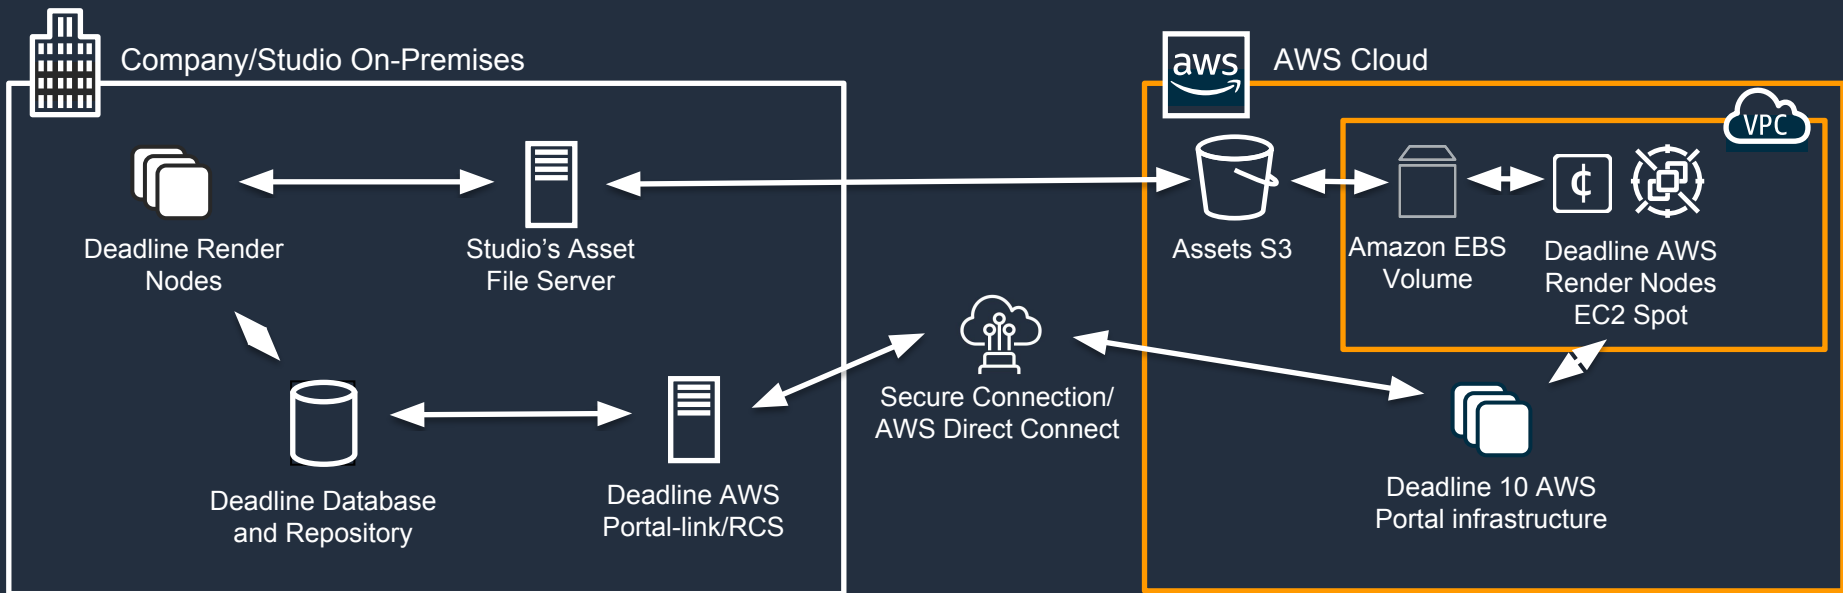 Company/Studio On-Premises
aws
AWS Cloud
VPC
Deadline Render
Nodes
Studio’s Asset
File Server
Assets S3
Amazon EBS
Volume
¢
Deadline AWS
Render Nodes
EC2 Spot
Secure Connection/
AWS Direct Connect
Deadline Database
and Repository
Deadline AWS
Portal-link/RCS
Deadline 10 AWS
Portal infrastructure